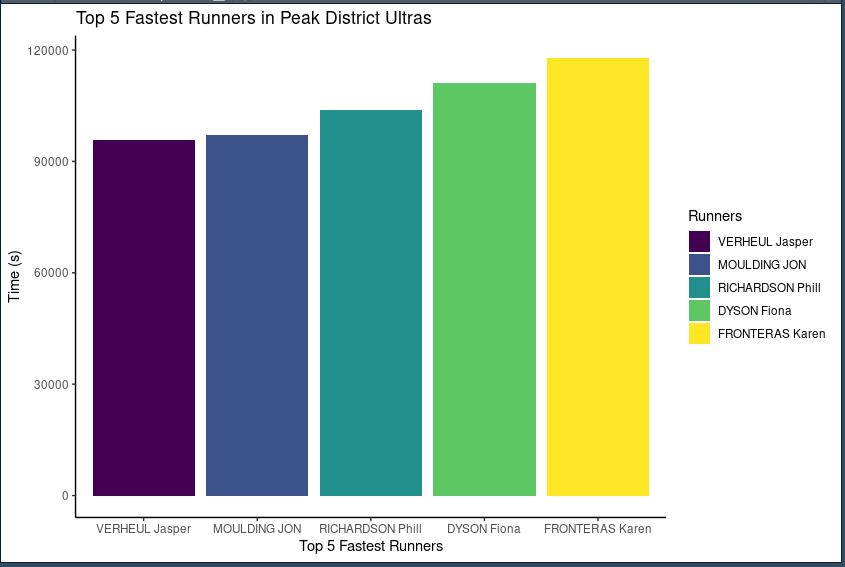 Top 5 Fastest Runners in Peak District Ultras
120000
90000
60000
30000
0
Time (s)
VERHEUL Jasper
MOULDING JON
RICHARDSON Phill
DYSON Fiona
FRONTERAS Karen
Top 5 Fastest Runners
Runners
VERHEUL Jasper
MOULDING JON
RICHARDSON Phill
DYSON Fiona
FRONTERAS Karen